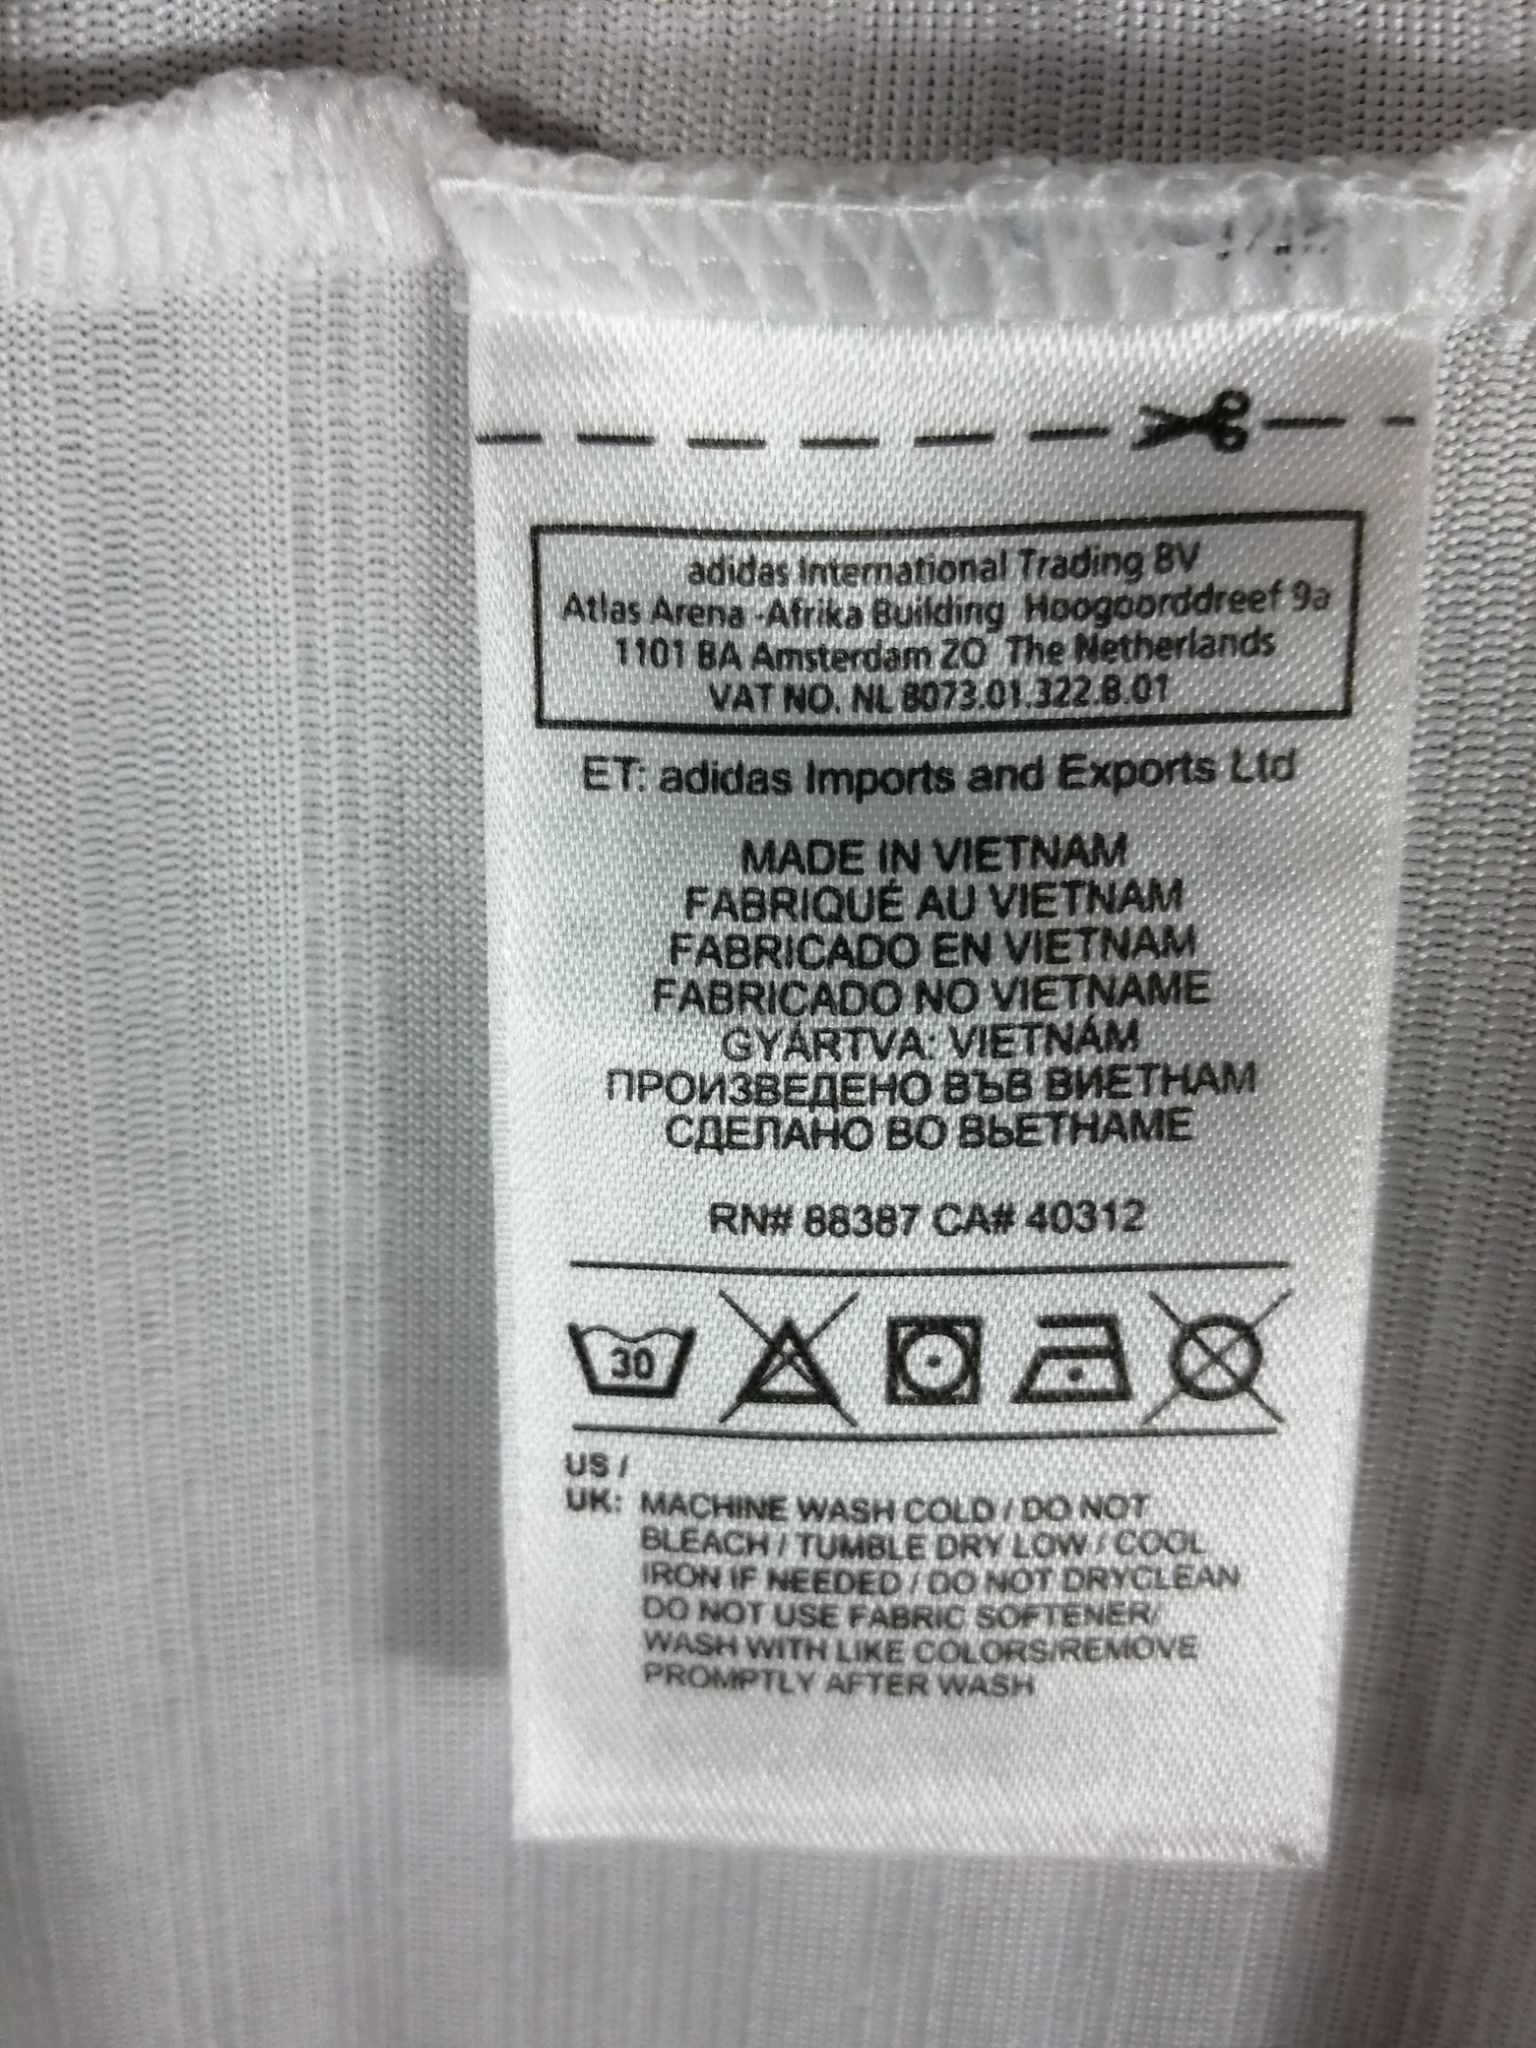 adidas International Trading BV
Atlas Arena -Afrika Building Hoogoorddreef 9a
1101 BA Amsterdam ZO The Netherlands
VAT NO. NL 8073.01.322.B.01
ET: adidas Imports and Exports Ltd
MADE IN VIETNAM
FABRIQUÉ AU VIETNAM
FABRICADO EN VIETNAM
FABRICADO NO VIETNAME
GYÁRTVA: VIETNÁM
ПРОИЗВЕДЕНО ВЪВ ВИЕТНАМ
СДЕЛАНО ВО ВЬЕТНАМЕ
RN# 88387 CA# 40312
30
US /
UK: MACHINE WASH COLD / DO NOT
BLEACH / TUMBLE DRY LOW / COOL
IRON IF NEEDED / DO NOT DRYCLEAN
DO NOT USE FABRIC SOFTENER/
WASH WITH LIKE COLORS/REMOVE
PROMPTLY AFTER WASH